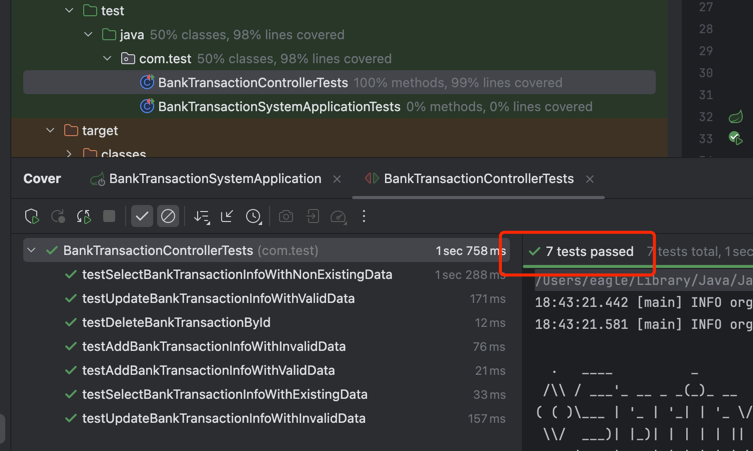 test
java 50% classes, 98% lines covered
com.test 50% classes, 98% lines covered
BankTransactionControllerTests 100% methods, 99% lines covered
BankTransactionSystemApplicationTests 0% methods, 0% lines covered
target
classes
27
28
29
30
31
32
33
Cover BankTransactionSystemApplication BankTransactionControllerTests
BankTransactionControllerTests (com.test) 1 sec 758 ms
testSelectBankTransactionInfoWithNonExistingData 1 sec 288 ms
testUpdateBankTransactionInfoWithValidData 171 ms
testDeleteBankTransactionById 12 ms
testAddBankTransactionInfoWithInvalidData 76 ms
testAddBankTransactionInfoWithValidData 21 ms
testSelectBankTransactionInfoWithExistingData 33 ms
testUpdateBankTransactionInfoWithInvalidData 157 ms
7 tests passed 7 tests total, 1 sec
/Users/eagle/Library/Java/Ja
18:43:21.442 [main] INFO org
18:43:21.581 [main] INFO org